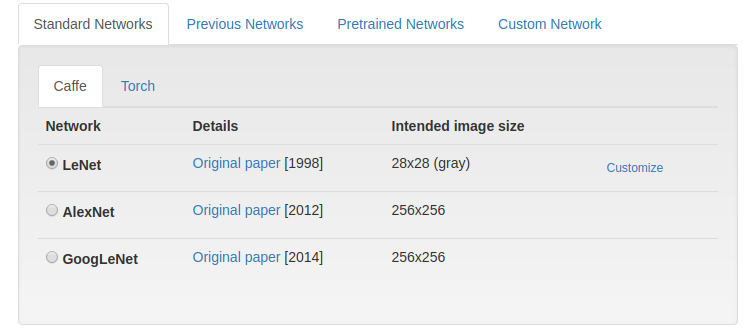 Standard Networks Previous Networks Pretrained Networks Custom Network
Caffe Torch
Network Details Intended image size
LeNet Original paper [1998] 28x28 (gray) Customize
AlexNet Original paper [2012] 256x256
GoogLeNet Original paper [2014] 256x256